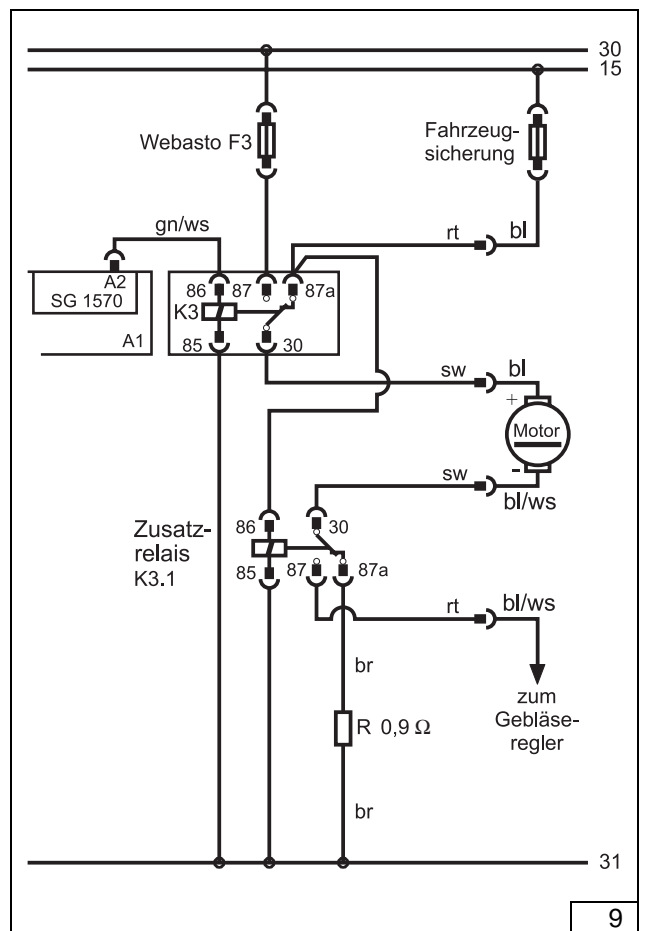 30
15
Webasto F3
Fahrzeug-
sicherung
gn/ws
rt
bl
A2
SG 1570
A1
86
87
87a
K3
85
30
sw
bl
+
Motor
-
sw
bl/ws
Zusatz-
relais
K3.1
86
30
85
87
87a
rt
bl/ws
br
zum
Gebläse-
regler
R 0,9 Ω
br
31
9